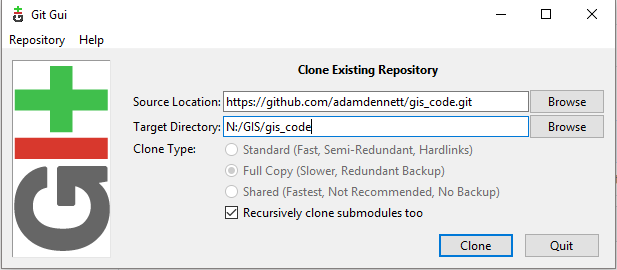 Git Gui
Repository Help
Clone Existing Repository
Source Location: https://github.com/adamdennett/gis_code.git Browse
Target Directory: N:/GIS/gis_code Browse
Clone Type: Standard (Fast, Semi-Redundant, Hardlinks)
Full Copy (Slower, Redundant Backup)
Shared (Fastest, Not Recommended, No Backup)
Recursively clone submodules too
Clone Quit
Git